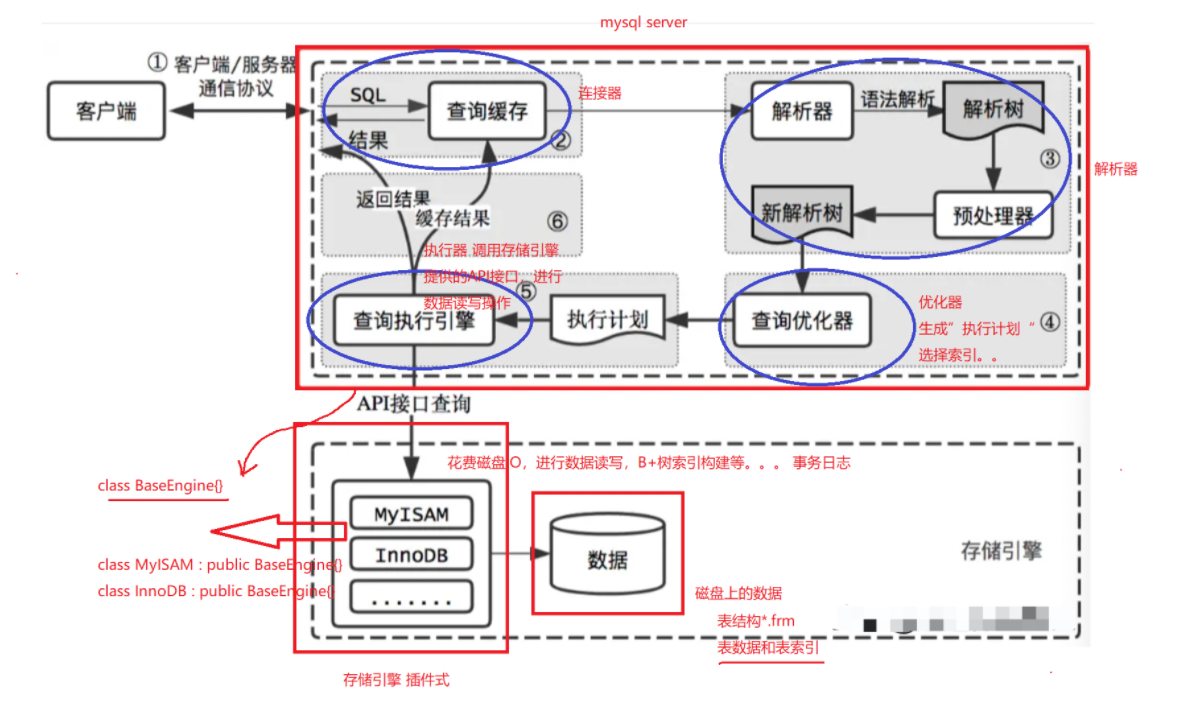 mysql server
① 客户端/服务器
通信协议
客户端
SQL
查询缓存
结果
②
连接器
解析器
语法解析
解析树
③
解析器
预处理器
新解析树
返回结果
缓存结果
⑥
执行器 调用存储引擎
提供的API接口，进行
数据读写操作
⑤
查询执行引擎
执行计划
查询优化器
④
优化器
生成”执行计划“
选择索引。。
API接口查询
花费磁盘IO，进行数据读写，B+树索引构建等。。。 事务日志
class BaseEngine{}
MyISAM
InnoDB
.......
class MyISAM : public BaseEngine{}
class InnoDB : public BaseEngine{}
数据
存储引擎
磁盘上的数据
表结构*.frm
表数据和表索引
存储引擎 插件式